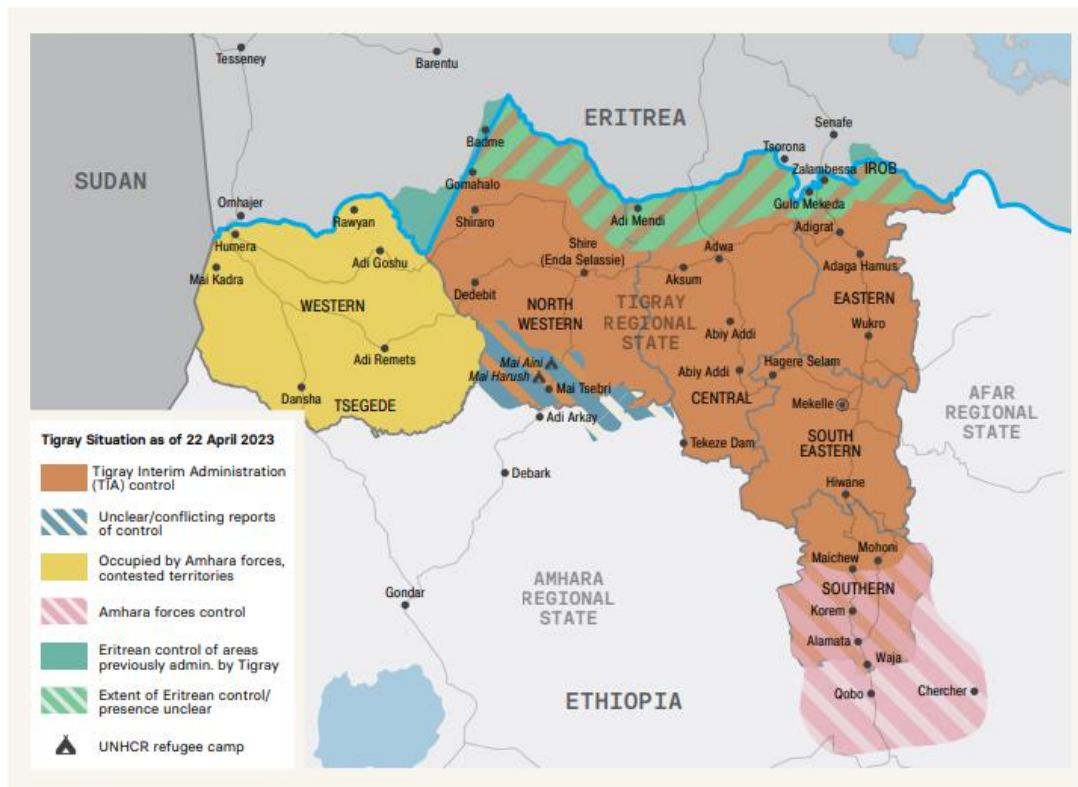 Tesseney
Barentu
ERITREA
Senafe
Tsorona
Zalambessa
IROB
Badme
SUDAN
Gomahalo
Gulo Mekeda
Omhajer
Rawyan
Shiraro
Adi Mendi
Adigrat
Humera
Shire
(Enda Selassie)
Adwa
Adi Goshu
Adaga Hamus
Mai Kadra
Aksum
Dedebit
EASTERN
WESTERN
NORTH
WESTERN
TIGRAY
REGIONAL
STATE
Abiy Addi
Wukro
Adi Remets
Mai Aini
Mai Harush
Mai Tsebri
Hagere Selam
Abiy Addi
AFAR
REGIONAL
STATE
Dansha
TSEGEDE
CENTRAL
Mekelle
Adi Arkay
Tekeze Dam
SOUTH
EASTERN
Debark
Hiwane
Mohoni
Maichew
AMHARA
REGIONAL
STATE
Gondar
SOUTHERN
Korem
Alamata
Waja
Qobo
Chercher
ETHIOPIA
Tigray Situation as of 22 April 2023
Tigray Interim Administration
(TIA) control
Unclear/conflicting reports
of control
Occupied by Amhara forces,
contested territories
Amhara forces control
Eritrean control of areas
previously admin. by Tigray
Extent of Eritrean control/
presence unclear
UNHCR refugee camp